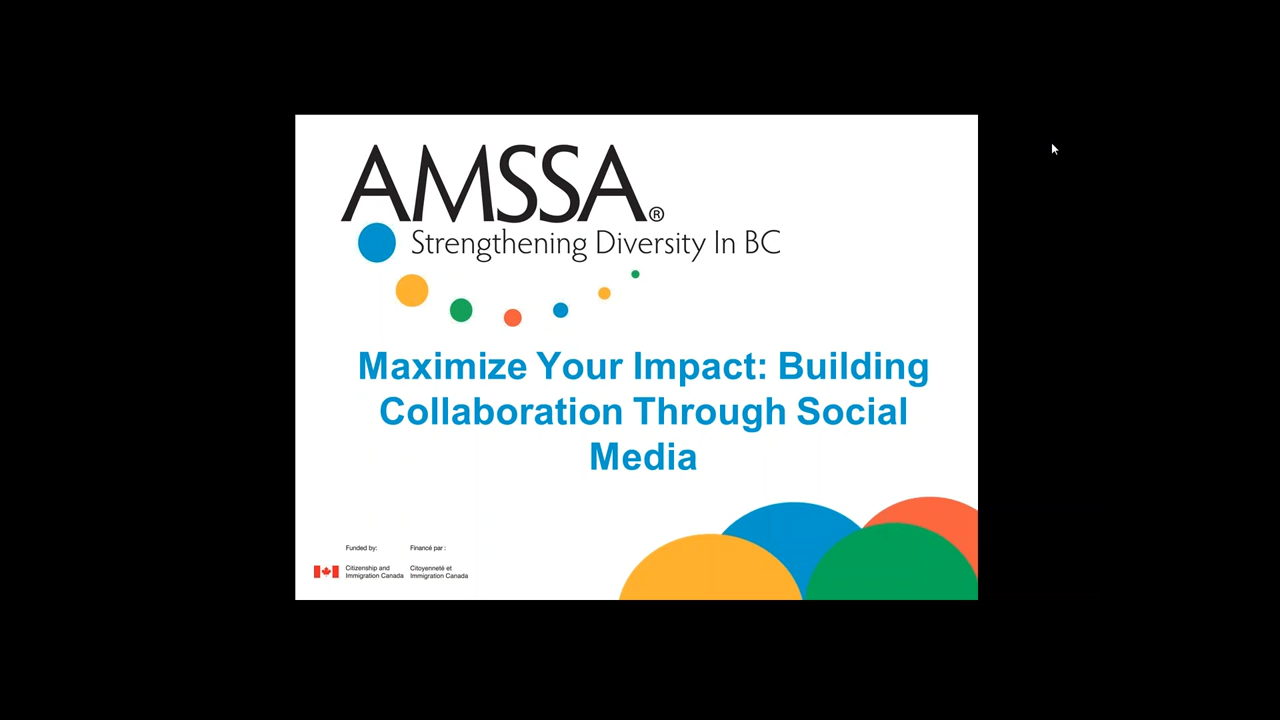 AMSSA®
Strengthening Diversity In BC
Maximize Your Impact: Building
Collaboration Through Social
Media
Funded by:
Financé par :
Citizenship and
Immigration Canada
Citoyenneté et
Immigration Canada